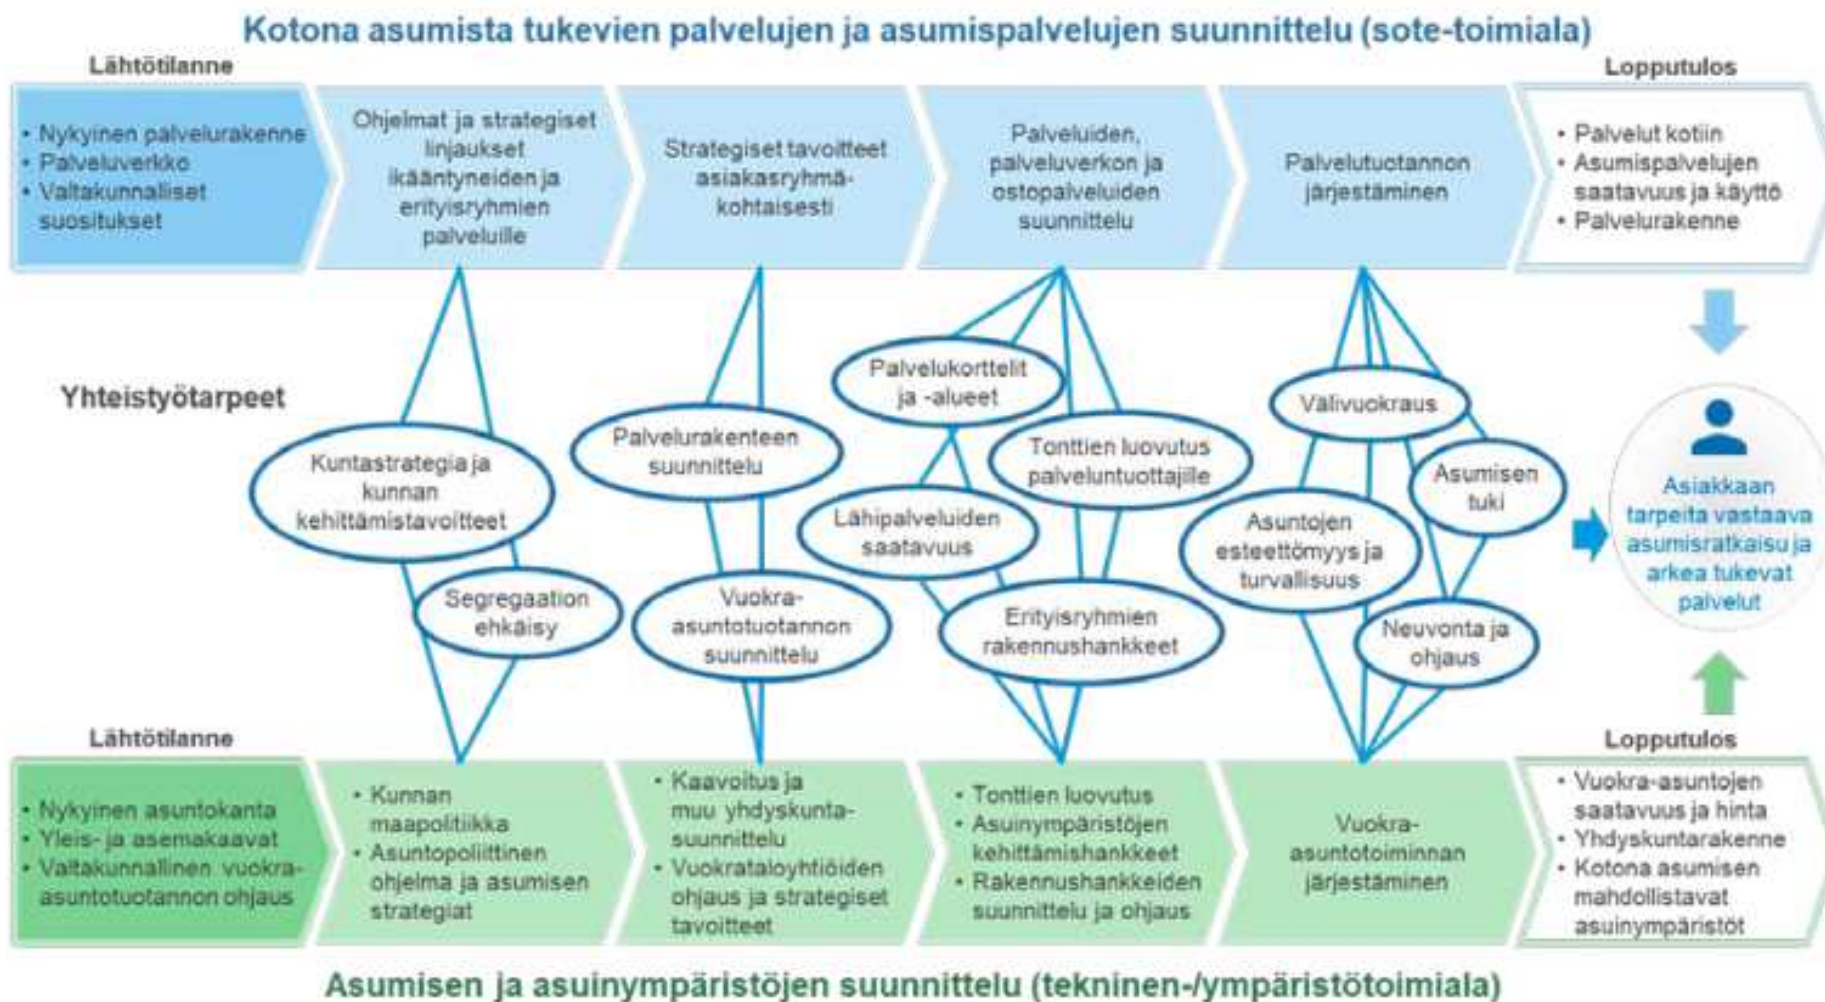 Kotona asumista tukevien palvelujen ja asumispalvelujen suunnittelu (sote-toimiala)
Lähtötilanne
• Nykyinen palvelurakenne
• Palveluverkko
• Valtakunnalliset
suositukset
Ohjelmat ja strategiset
linjaukset
ikääntyneiden ja
erityisryhmien
palveluille
Strategiset tavoitteet
asiakasryhmä-
kohtaisesti
Palveluiden,
palveluverkon ja
ostopalveluiden
suunnittelu
Palvelutuotannon
järjestäminen
Lopputulos
• Palvelut kotiin
• Asumispalvelujen
saatavuus ja käyttö
• Palvelurakenne
Yhteistyötarpeet
Kuntastrategia ja
kunnan
kehittämistavoitteet
Segregaation
ehkäisy
Palvelurakenteen
suunnittelu
Vuokra-
asuntotuotannon
suunnittelu
Palvelukorttelit
ja -alueet
Tonttien luovutus
palveluntuottajille
Lähipalveluiden
saatavuus
Erityisryhmien
rakennushankkeet
Välivuokraus
Asumisen
tuki
Asuntojen
esteettömyys ja
turvallisuus
Neuvonta ja
ohjaus
Asiakkaan
tarpeita vastaava
asumisratkaisu ja
arkea tukevat
palvelut
Lähtötilanne
• Nykyinen asuntokanta
• Yleis- ja asemakaavat
• Valtakunnallinen vuokra-
asuntotuotannon ohjaus
• Kunnan
maapolitiikka
• Asuntopoliittinen
ohjelma ja asumisen
strategiat
• Kaavoitus ja
muu yhdyskunta-
suunnittelu
• Vuokrataloyhtiöiden
ohjaus ja strategiset
tavoitteet
• Tonttien luovutus
• Asuinympäristöjen
kehittämishankkeet
• Rakennushankkeiden
suunnittelu ja ohjaus
Vuokra-
asuntotoiminnan
järjestäminen
Lopputulos
• Vuokra-asuntojen
saatavuus ja hinta
• Yhdyskuntarakenne
• Kotona asumisen
mahdollistavat
asuinympäristöt
Asumisen ja asuinympäristöjen suunnittelu (tekninen-/ympäristötoimiala)